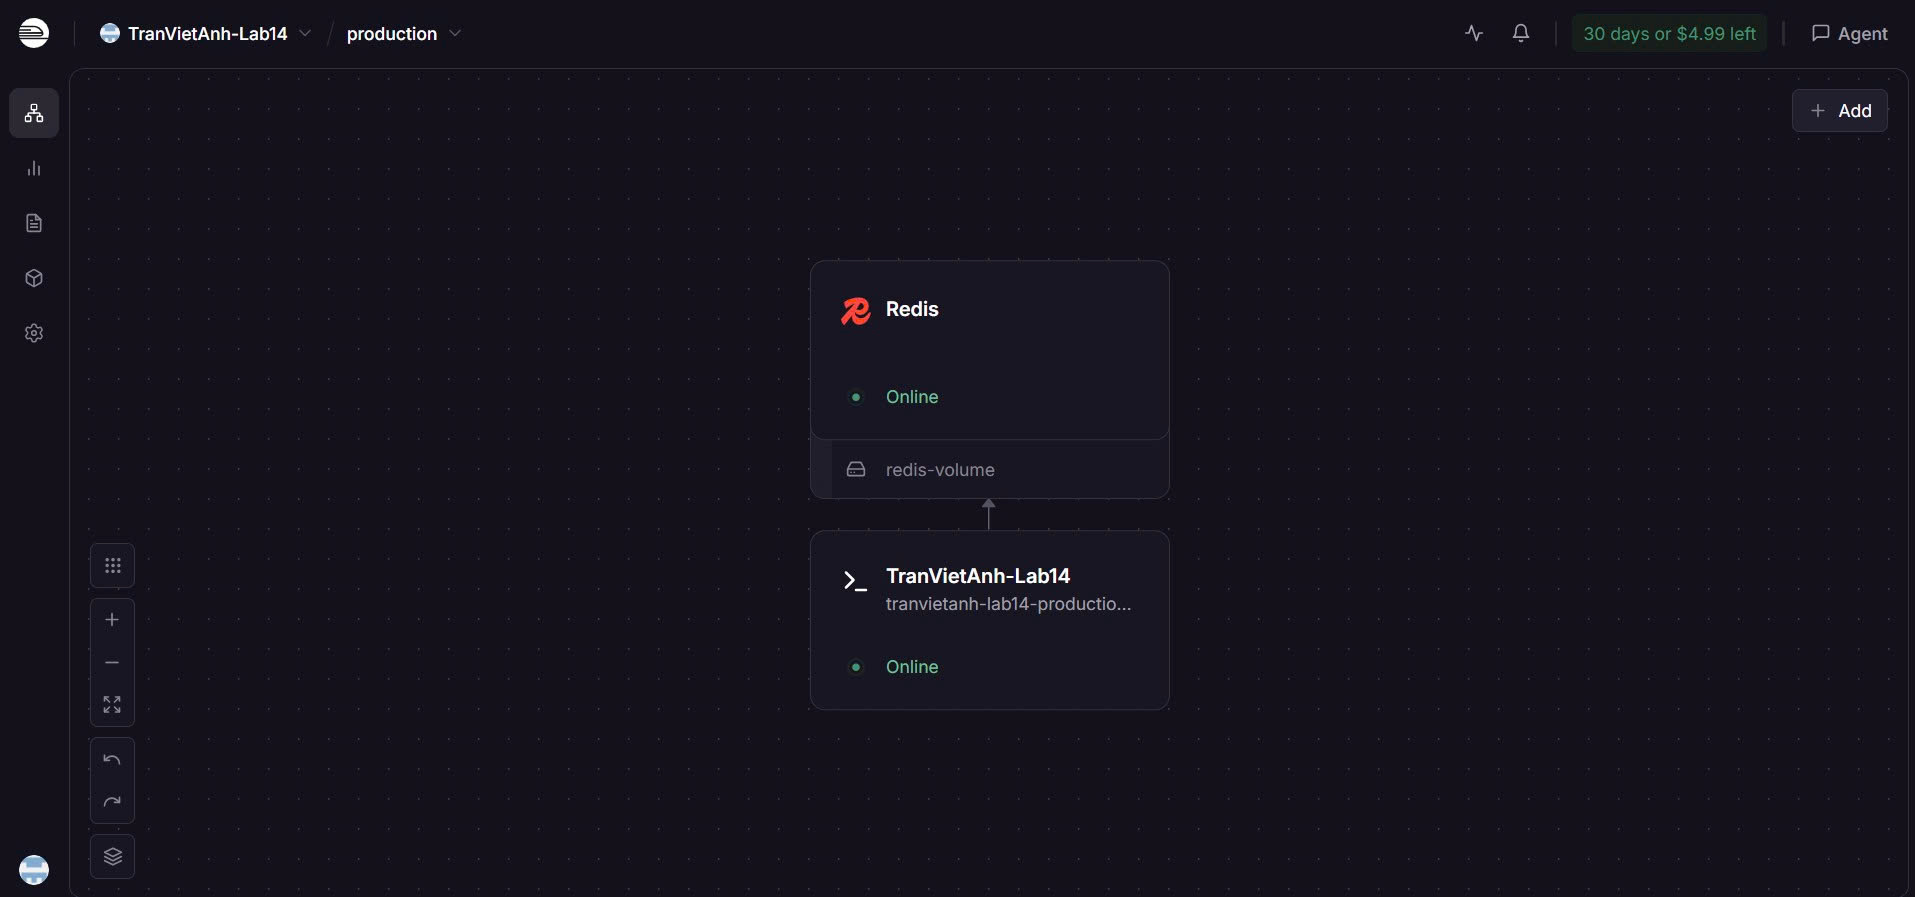 TranVietAnh-Lab14
production
30 days or $4.99 left
Agent
Add
Redis
Online
redis-volume
TranVietAnh-Lab14
tranvietanh-lab14-productio...
Online